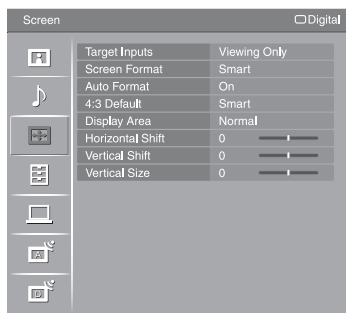 Screen Digital
Target Inputs Viewing Only
Screen Format Smart
Auto Format On
4:3 Default Smart
Display Area Normal
Horizontal Shift 0
Vertical Shift 0
Vertical Size 0
A
D